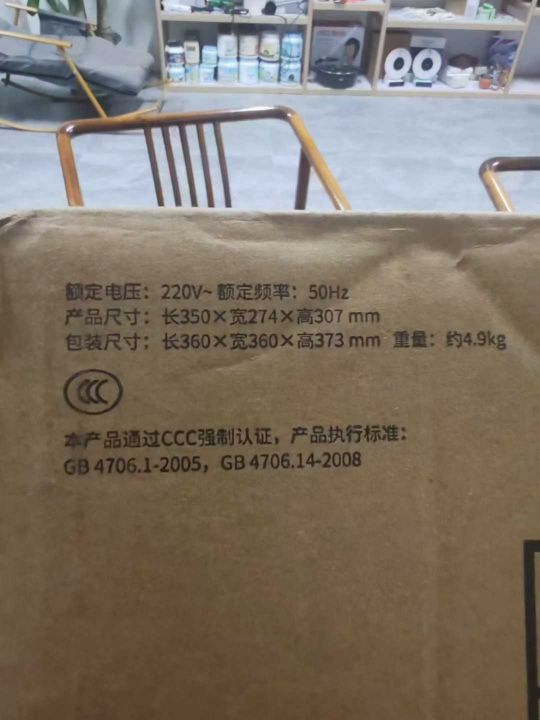 额定电压：220V~ 额定频率：50Hz
产品尺寸：长350×宽274×高307 mm
包装尺寸：长360×宽360×高373 mm 重量：约4.9kg
CCC
本产品通过CCC强制认证，产品执行标准：
GB 4706.1-2005，GB 4706.14-2008